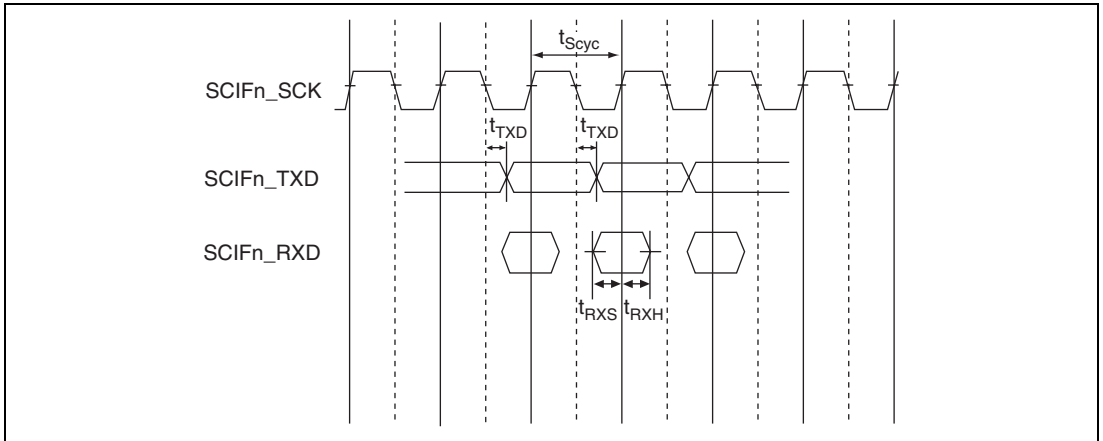 tScyc
SCIFn_SCK
tTXD tTXD
SCIFn_TXD
SCIFn_RXD
tRXS tRXH